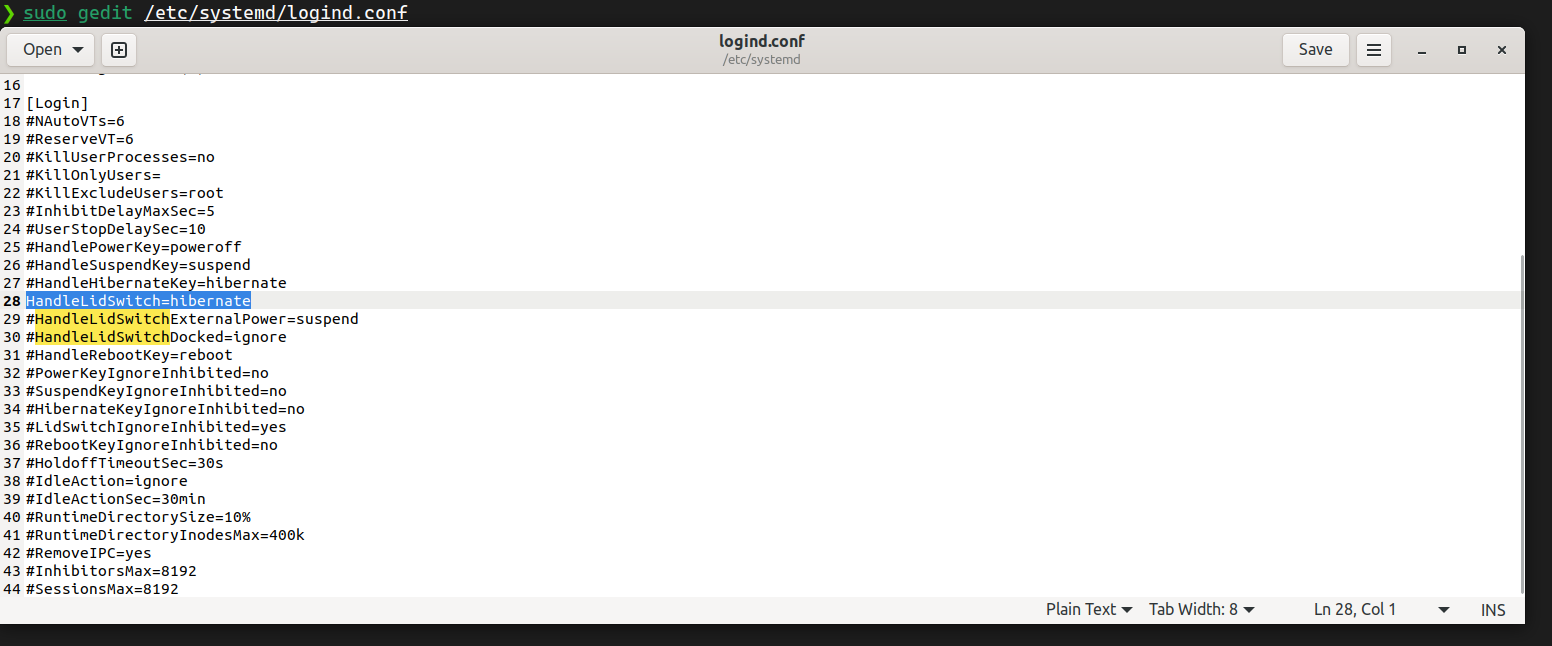 ❯ sudo gedit /etc/systemd/logind.conf
Open
logind.conf
/etc/systemd
Save
16
17 [Login]
18 #NAutoVTs=6
19 #ReserveVT=6
20 #KillUserProcesses=no
21 #KillOnlyUsers=
22 #KillExcludeUsers=root
23 #InhibitDelayMaxSec=5
24 #UserStopDelaySec=10
25 #HandlePowerKey=poweroff
26 #HandleSuspendKey=suspend
27 #HandleHibernateKey=hibernate
28 HandleLidSwitch=hibernate
29 #HandleLidSwitchExternalPower=suspend
30 #HandleLidSwitchDocked=ignore
31 #HandleRebootKey=reboot
32 #PowerKeyIgnoreInhibited=no
33 #SuspendKeyIgnoreInhibited=no
34 #HibernateKeyIgnoreInhibited=no
35 #LidSwitchIgnoreInhibited=yes
36 #RebootKeyIgnoreInhibited=no
37 #HoldoffTimeoutSec=30s
38 #IdleAction=ignore
39 #IdleActionSec=30min
40 #RuntimeDirectorySize=10%
41 #RuntimeDirectoryInodesMax=400k
42 #RemoveIPC=yes
43 #InhibitorsMax=8192
44 #SessionsMax=8192
Plain Text Tab Width: 8 Ln 28, Col 1 INS